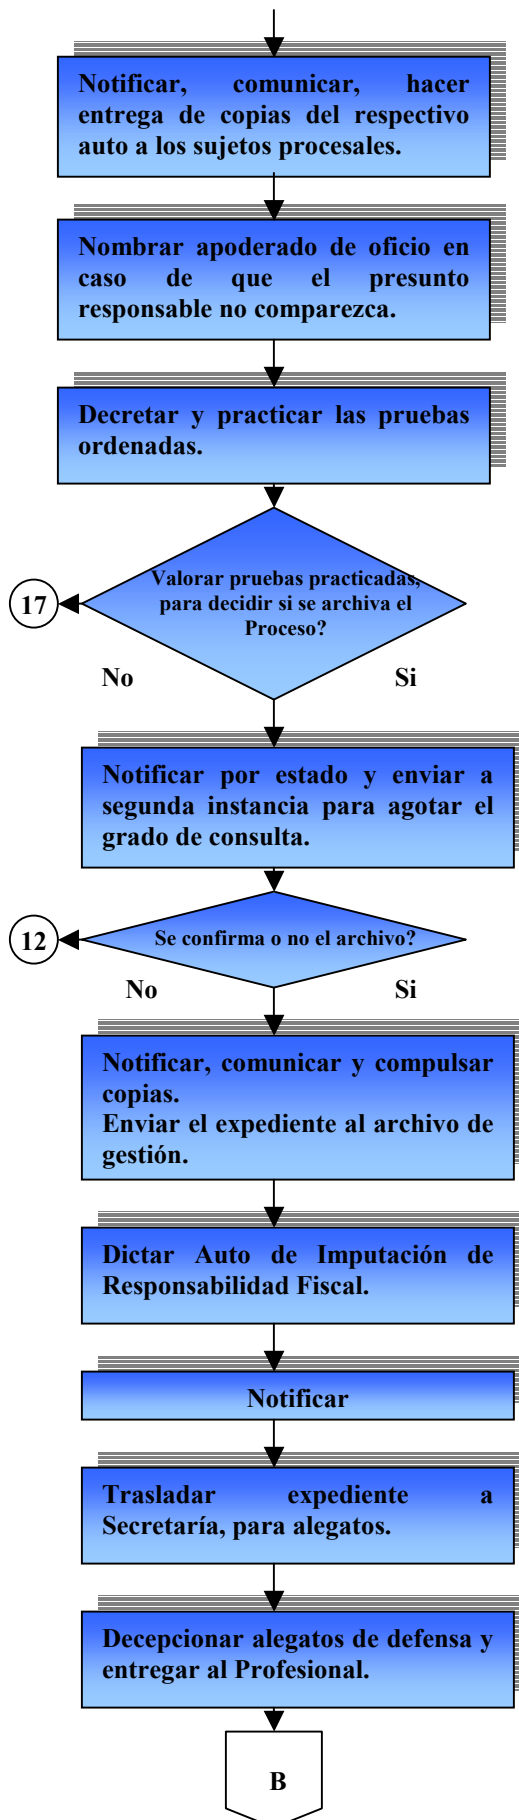 Notificar, comunicar, hacer
entrega de copias del respectivo
auto a los sujetos procesales.
Nombrar apoderado de oficio en
caso de que el presunto
responsable no comparezca.
Decretar y practicar las pruebas
ordenadas.
Valorar pruebas practicadas,
para decidir si se archiva el
Proceso?
17
No
Si
Notificar por estado y enviar a
segunda instancia para agotar el
grado de consulta.
Se confirma o no el archivo?
12
No
Si
Notificar, comunicar y compulsar
copias.
Enviar el expediente al archivo de
gestión.
Dictar Auto de Imputación de
Responsabilidad Fiscal.
Notificar
Trasladar expediente a
Secretaría, para alegatos.
Decepcionar alegatos de defensa y
entregar al Profesional.
B